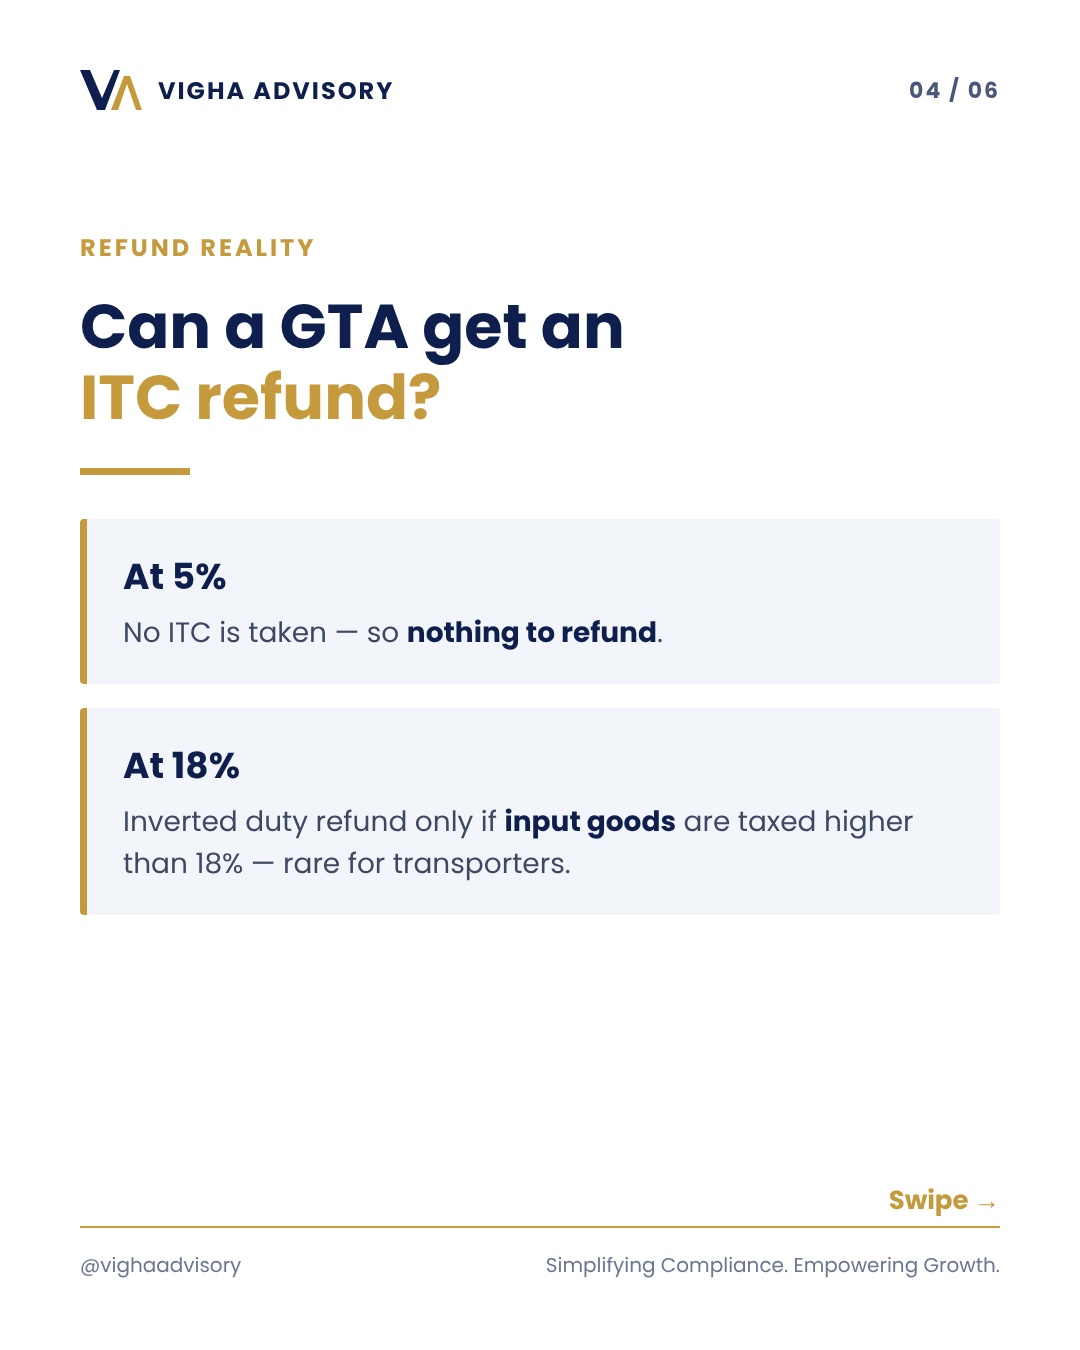 VIGHA ADVISORY
04 / 06
REFUND REALITY
Can a GTA get an
ITC refund?
At 5%
No ITC is taken — so nothing to refund.
At 18%
Inverted duty refund only if input goods are taxed higher
than 18% — rare for transporters.
Swipe →
@vighaadvisory
Simplifying Compliance. Empowering Growth.